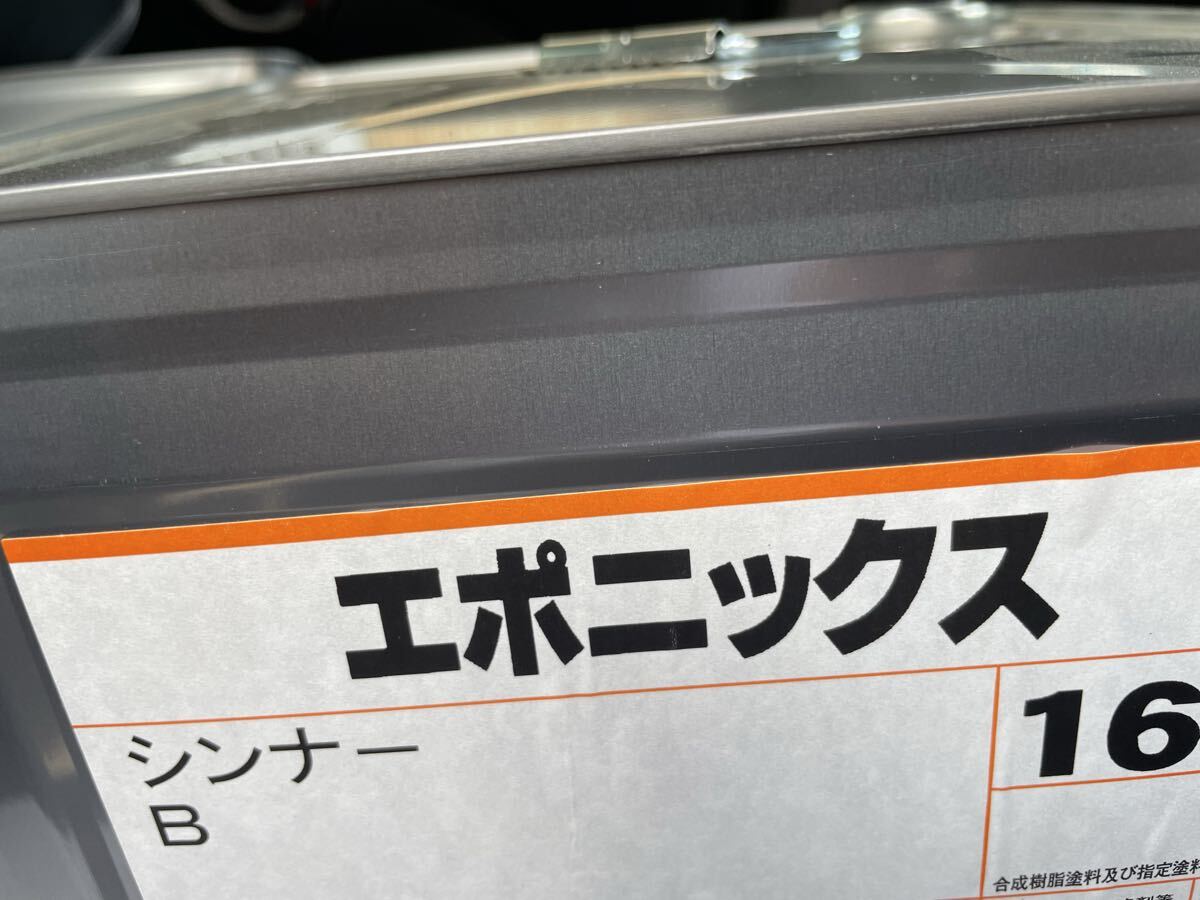 エポニックス
シンナー
B
16
合成樹脂塗料及び指定塗料